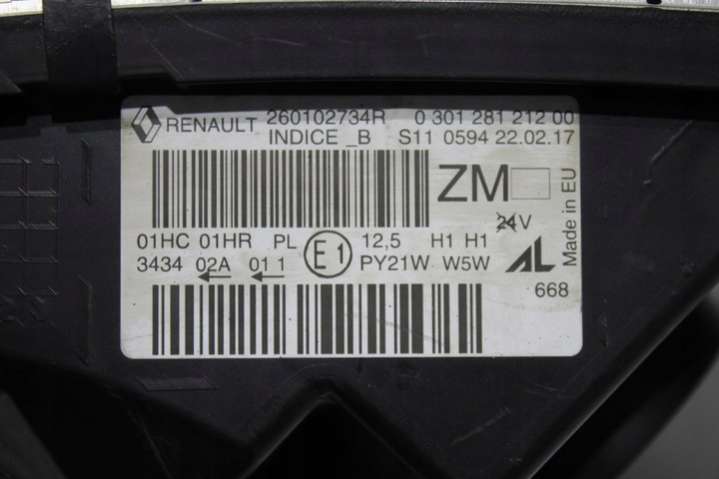 RENAULT 260102734R 0 301 281 212 00
INDICE _B S11 0594 22.02.17
ZM
24V
01HC 01HR PL E1 12,5 H1 H1
3434 02A 01 1 PY21W W5W AL
668
Made in EU